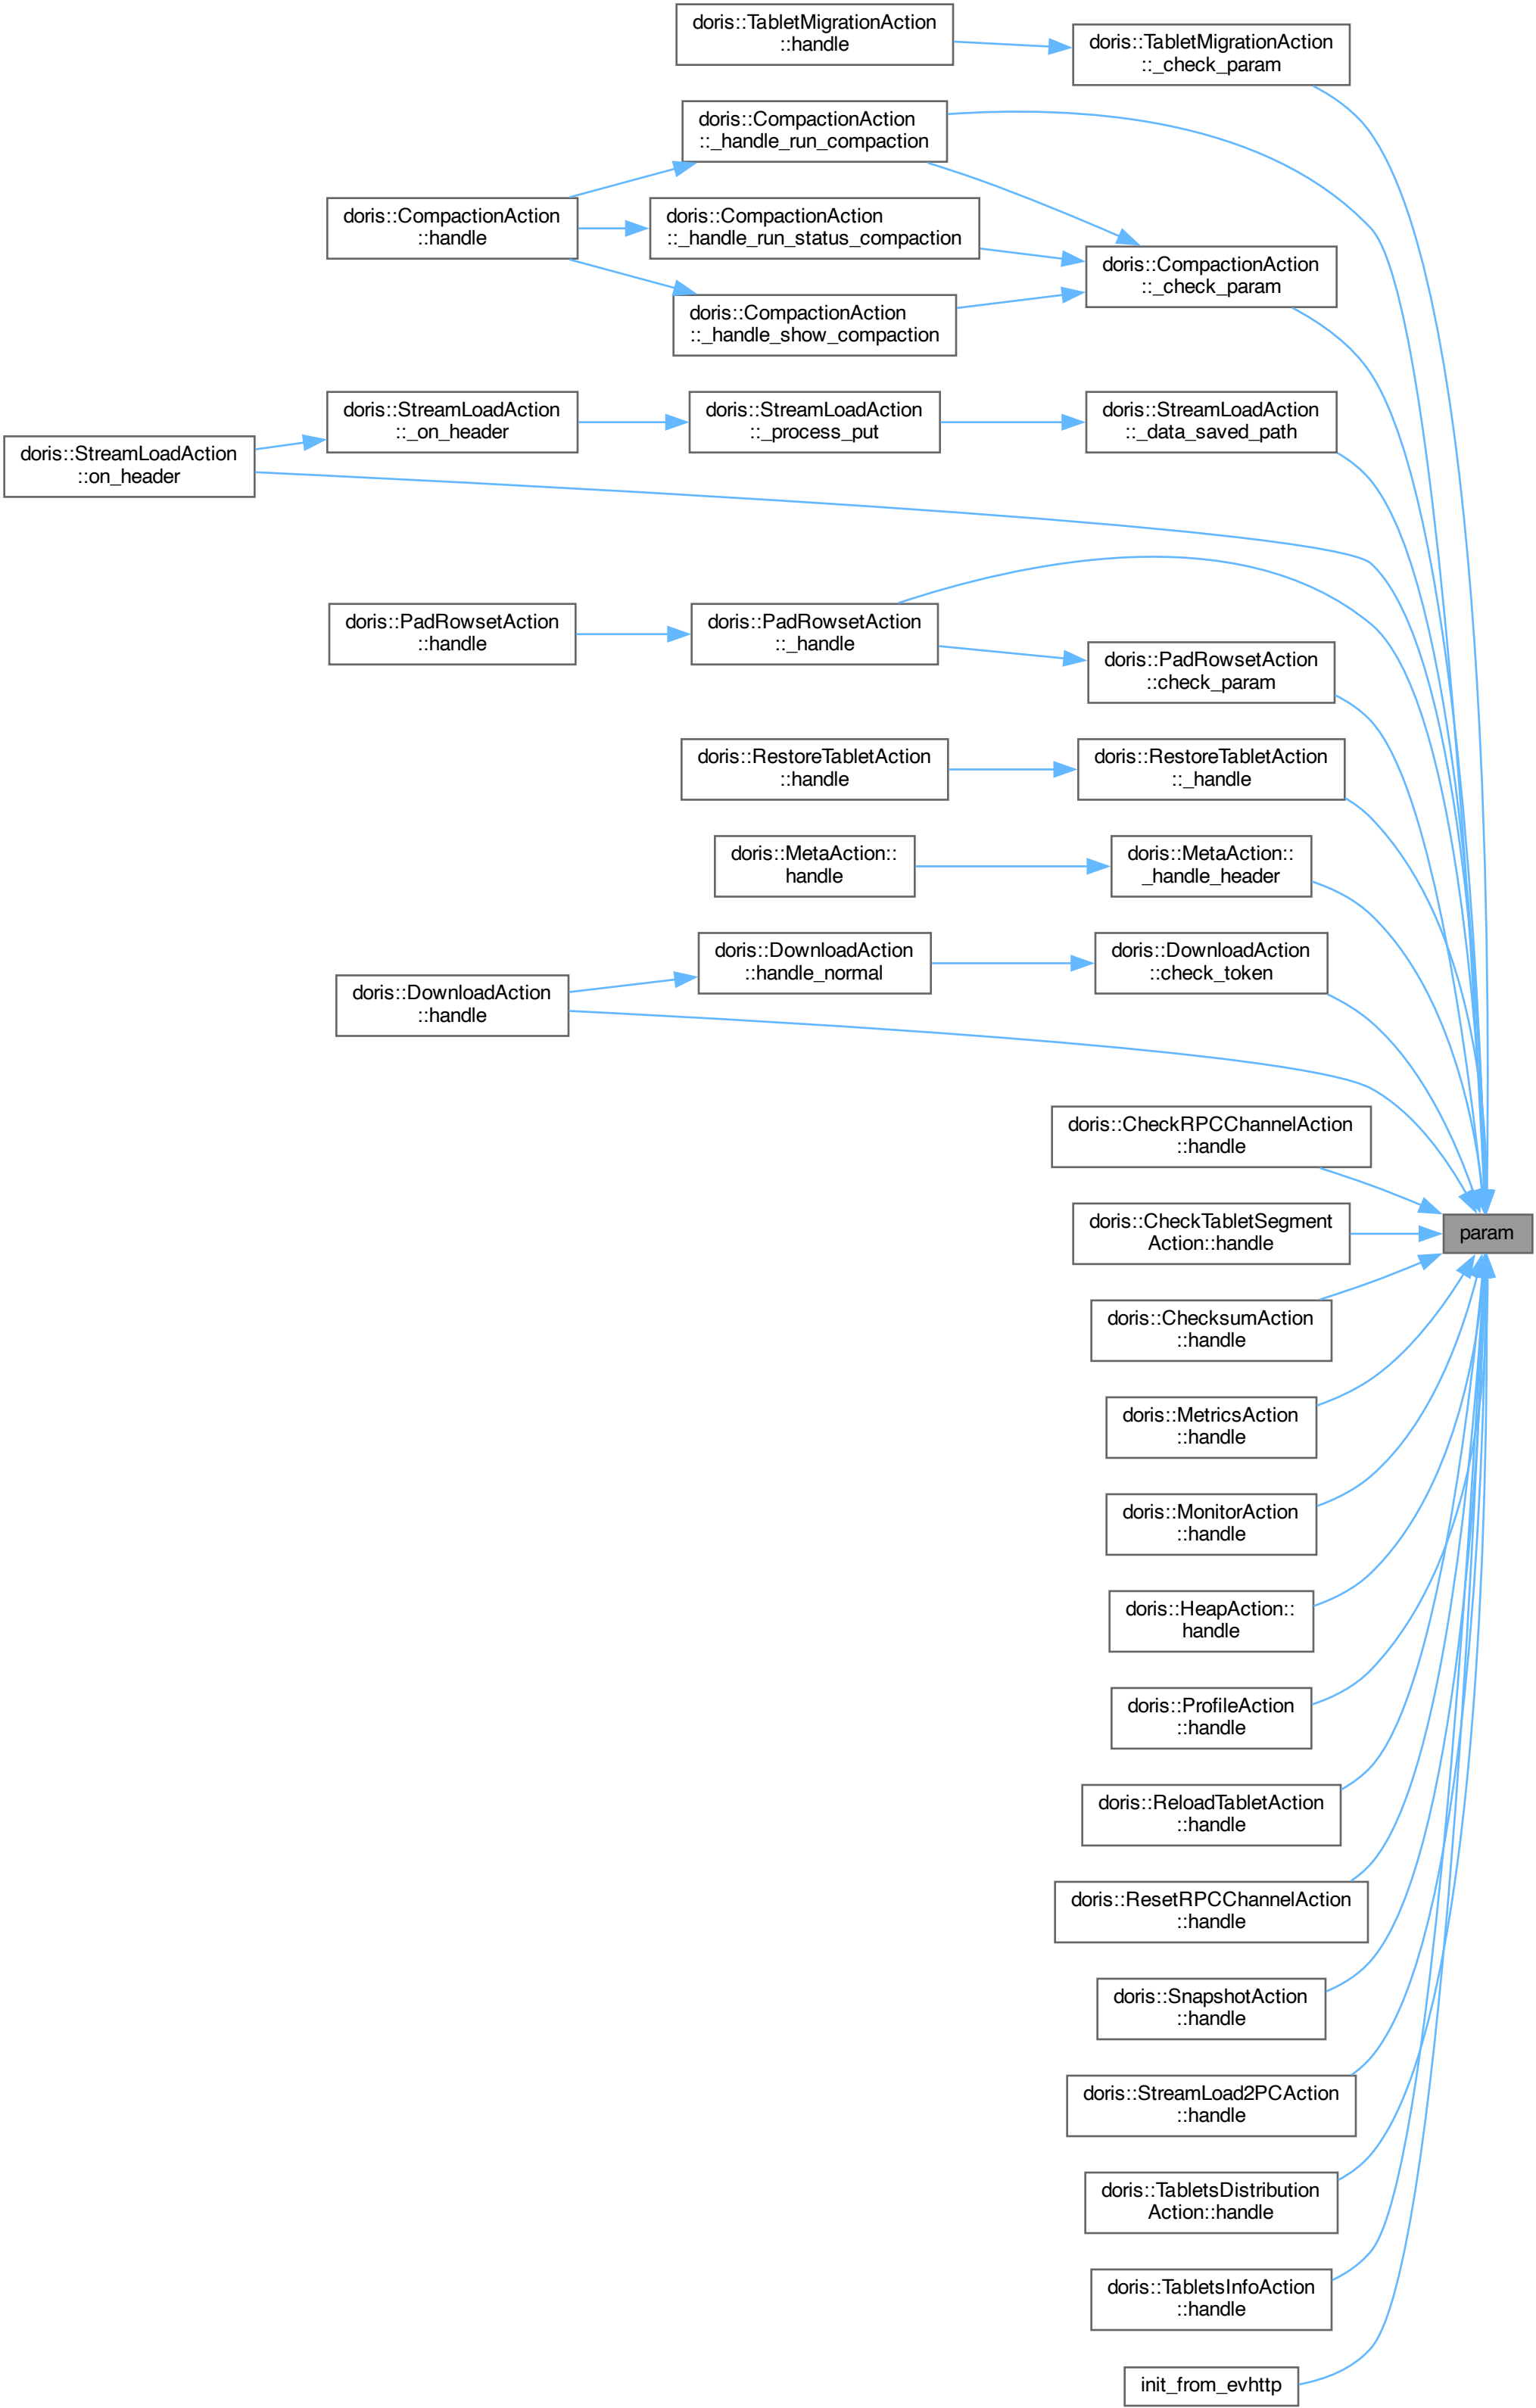 doris::TabletMigrationAction
::handle
doris::TabletMigrationAction
::_check_param
doris::CompactionAction
::_handle_run_compaction
doris::CompactionAction
::handle
doris::CompactionAction
::_handle_run_status_compaction
doris::CompactionAction
::_check_param
doris::CompactionAction
::_handle_show_compaction
doris::StreamLoadAction
::on_header
doris::StreamLoadAction
::_on_header
doris::StreamLoadAction
::_process_put
doris::StreamLoadAction
::_data_saved_path
doris::PadRowsetAction
::handle
doris::PadRowsetAction
::_handle
doris::PadRowsetAction
::check_param
doris::RestoreTabletAction
::handle
doris::RestoreTabletAction
::_handle
doris::MetaAction::
handle
doris::MetaAction::
_handle_header
doris::DownloadAction
::handle
doris::DownloadAction
::handle_normal
doris::DownloadAction
::check_token
doris::CheckRPCChannelAction
::handle
param
doris::CheckTabletSegment
Action::handle
doris::ChecksumAction
::handle
doris::MetricsAction
::handle
doris::MonitorAction
::handle
doris::HeapAction::
handle
doris::ProfileAction
::handle
doris::ReloadTabletAction
::handle
doris::ResetRPCChannelAction
::handle
doris::SnapshotAction
::handle
doris::StreamLoad2PCAction
::handle
doris::TabletsDistribution
Action::handle
doris::TabletsInfoAction
::handle
init_from_evhttp